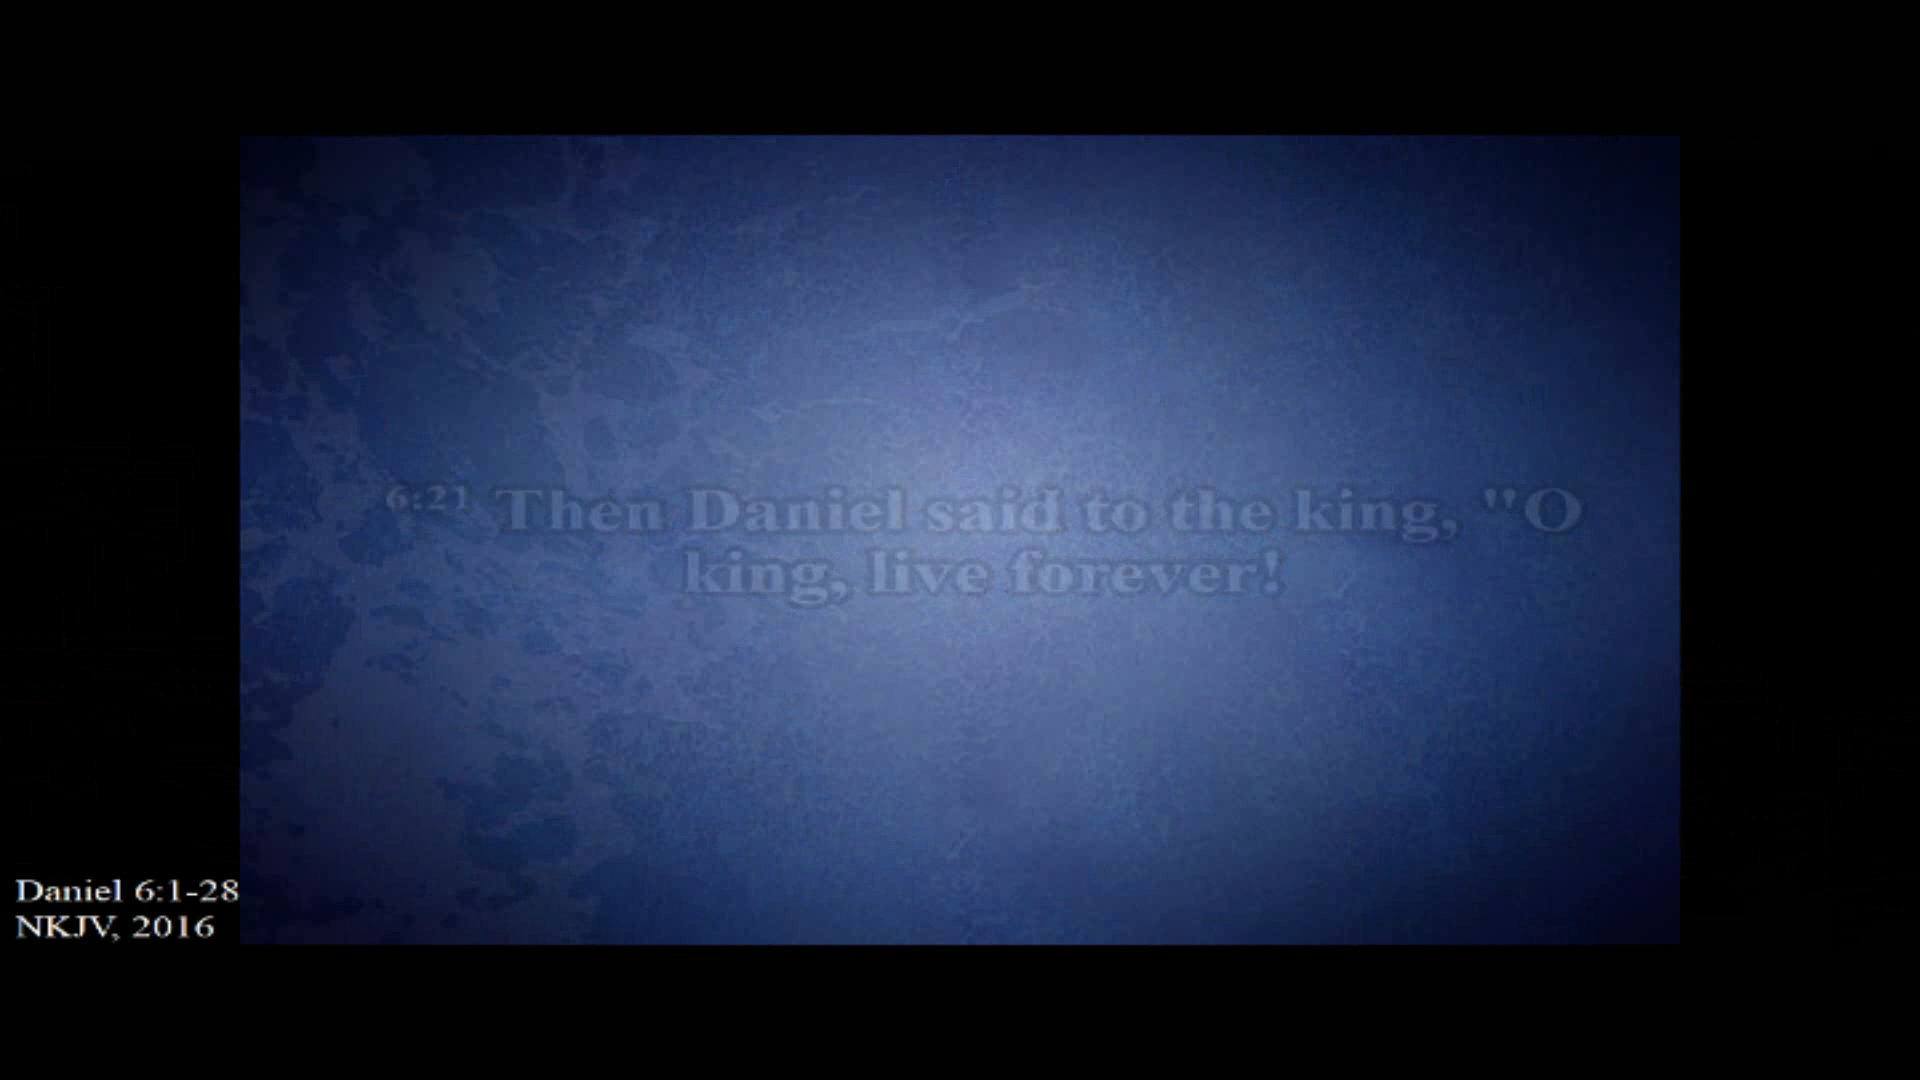 6:21 Then Daniel said to the king, "O
king, live forever!
Daniel 6:1-28
NKJV, 2016